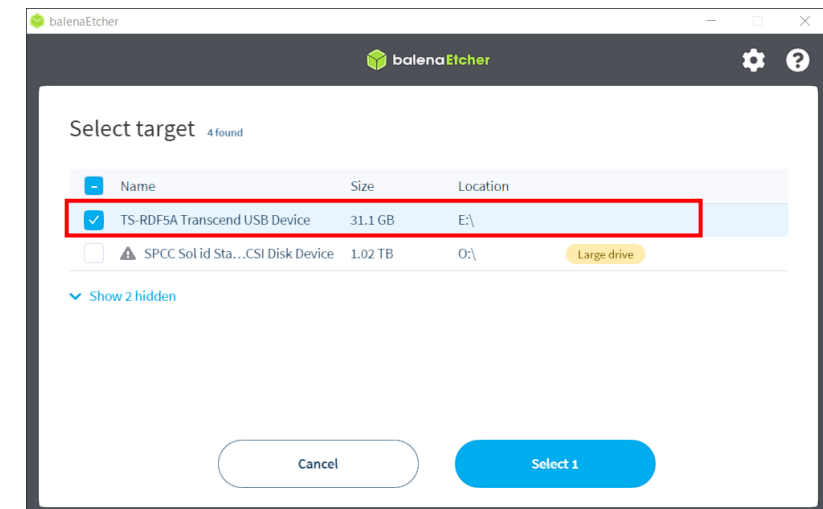 balenaEtcher
balenaEtcher
Select target 4 found
Name Size Location
TS-RDF5A Transcend USB Device 31.1 GB E:\
SPCC Sol id Sta...CSI Disk Device 1.02 TB O:\ Large drive
Show 2 hidden
Cancel Select 1